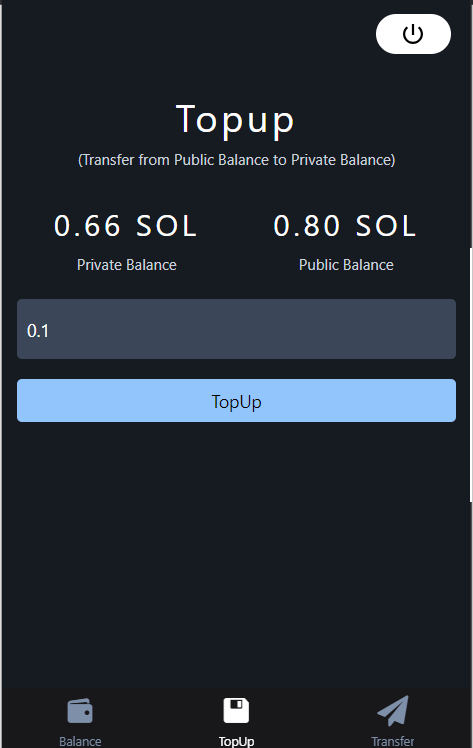 Topup
(Transfer from Public Balance to Private Balance)
0.66 SOL 0.80 SOL
Private Balance Public Balance
0.1
TopUp
Balance TopUp Transfer